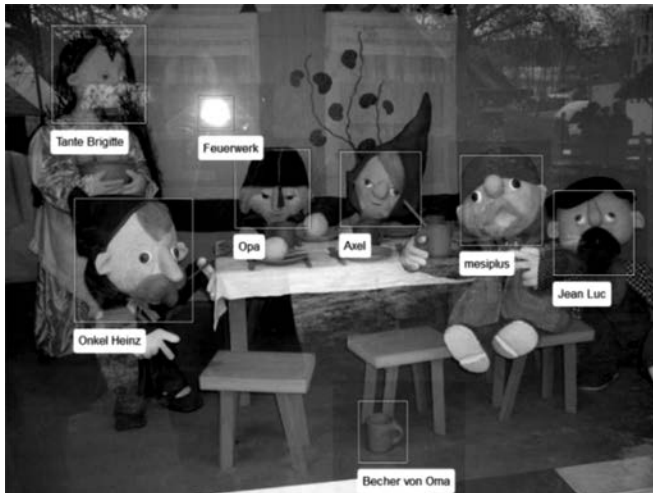 Tante Brigitte
Feuerwerk
Opa
Axel
mesiplus
Jean Luc
Onkel Heinz
Becher von Oma